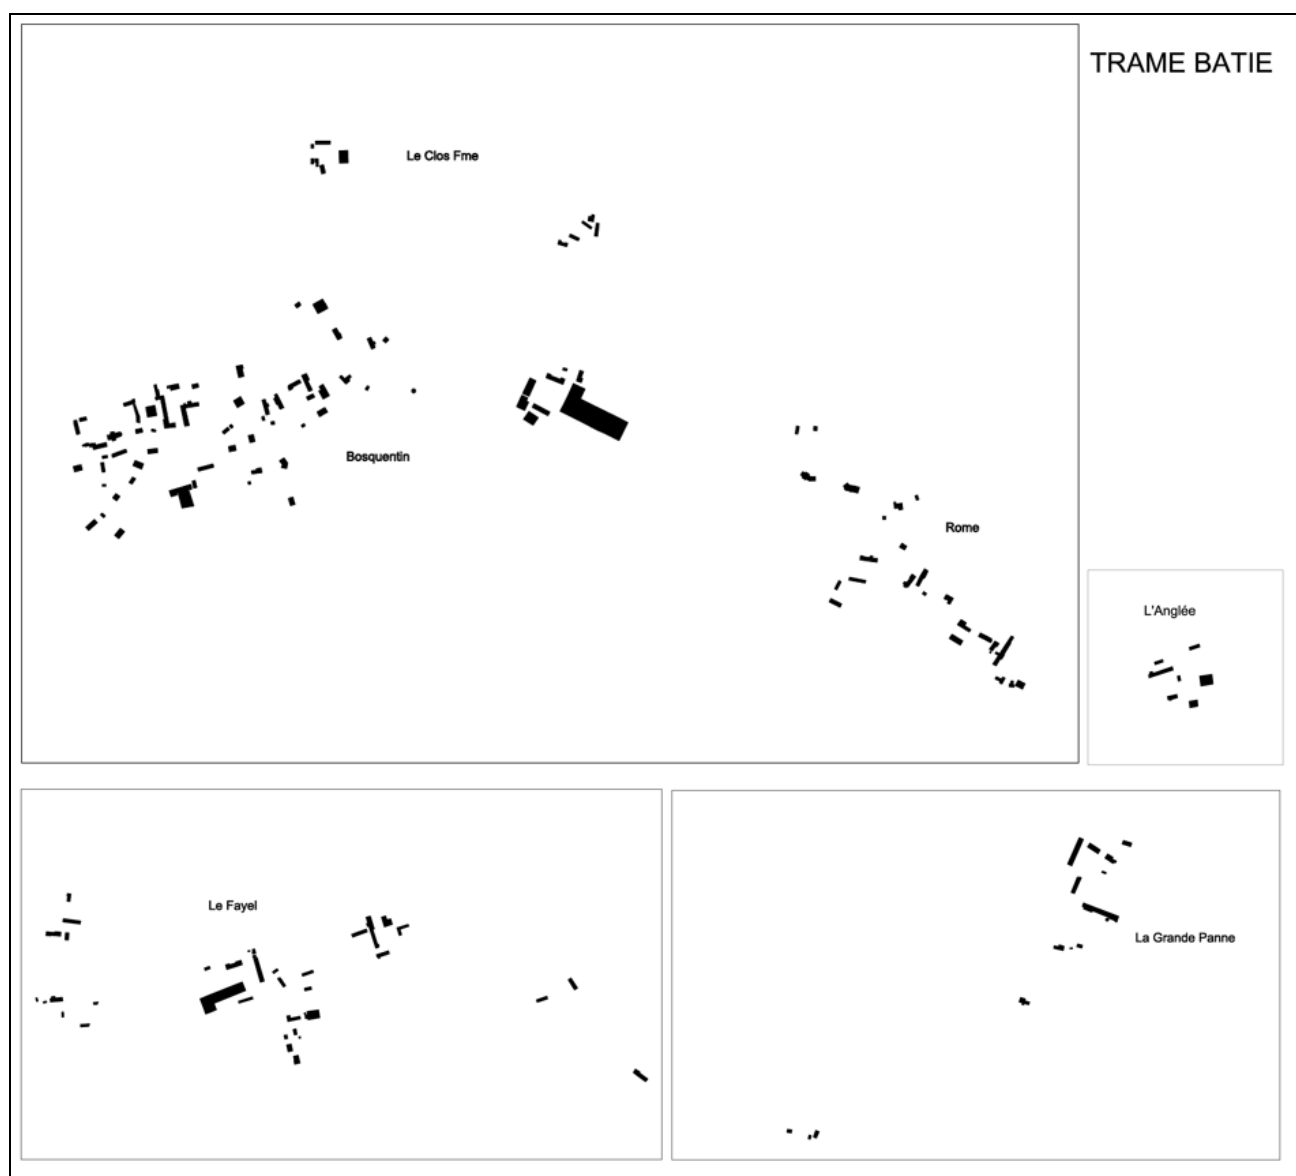 TRAME BATIE
Le Clos Fme
Bosquentin
Rome
L'Anglée
Le Fayel
La Grande Panne